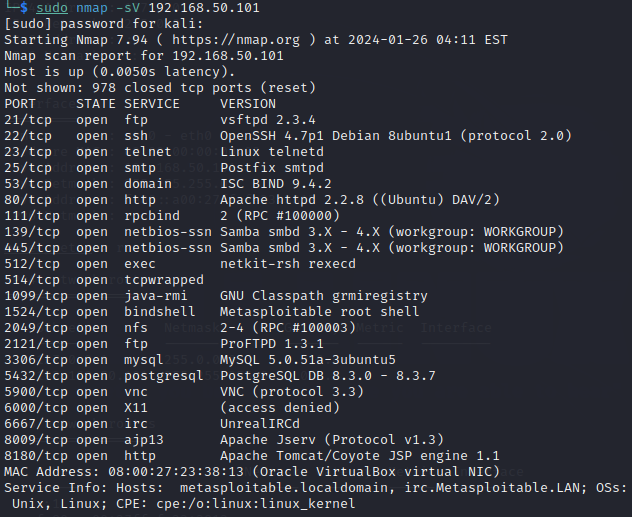 └─$ sudo nmap -sV 192.168.50.101
[sudo] password for kali:
Starting Nmap 7.94 ( https://nmap.org ) at 2024-01-26 04:11 EST
Nmap scan report for 192.168.50.101
Host is up (0.0050s latency).
Not shown: 978 closed tcp ports (reset)
PORT     STATE SERVICE     VERSION
21/tcp   open  ftp         vsftpd 2.3.4
22/tcp   open  ssh         OpenSSH 4.7p1 Debian 8ubuntu1 (protocol 2.0)
23/tcp   open  telnet      Linux telnetd
25/tcp   open  smtp        Postfix smtpd
53/tcp   open  domain      ISC BIND 9.4.2
80/tcp   open  http        Apache httpd 2.2.8 ((Ubuntu) DAV/2)
111/tcp  open  rpcbind     2 (RPC #100000)
139/tcp  open  netbios-ssn Samba smbd 3.X - 4.X (workgroup: WORKGROUP)
445/tcp  open  netbios-ssn Samba smbd 3.X - 4.X (workgroup: WORKGROUP)
512/tcp  open  exec        netkit-rsh rexecd
514/tcp  open  tcpwrapped
1099/tcp open  java-rmi    GNU Classpath grmiregistry
1524/tcp open  bindshell   Metasploitable root shell
2049/tcp open  nfs         2-4 (RPC #100003)
2121/tcp open  ftp         ProFTPD 1.3.1
3306/tcp open  mysql       MySQL 5.0.51a-3ubuntu5
5432/tcp open  postgresql  PostgreSQL DB 8.3.0 - 8.3.7
5900/tcp open  vnc         VNC (protocol 3.3)
6000/tcp open  X11         (access denied)
6667/tcp open  irc         UnrealIRCd
8009/tcp open  ajp13       Apache Jserv (Protocol v1.3)
8180/tcp open  http        Apache Tomcat/Coyote JSP engine 1.1
MAC Address: 08:00:27:23:38:13 (Oracle VirtualBox virtual NIC)
Service Info: Hosts:  metasploitable.localdomain, irc.Metasploitable.LAN; OSs:
 Unix, Linux; CPE: cpe:/o:linux:linux_kernel